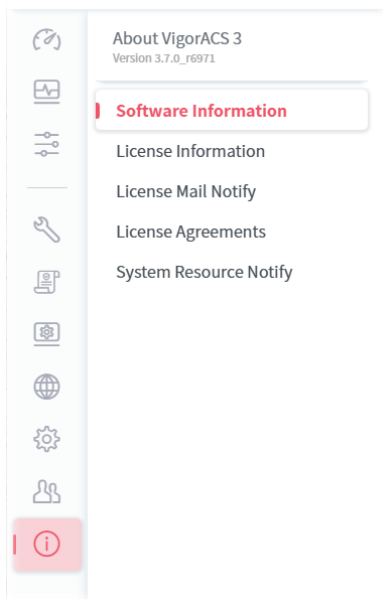 About VigorACS 3
Version 3.7.0_r6971
Software Information
License Information
License Mail Notify
License Agreements
System Resource Notify